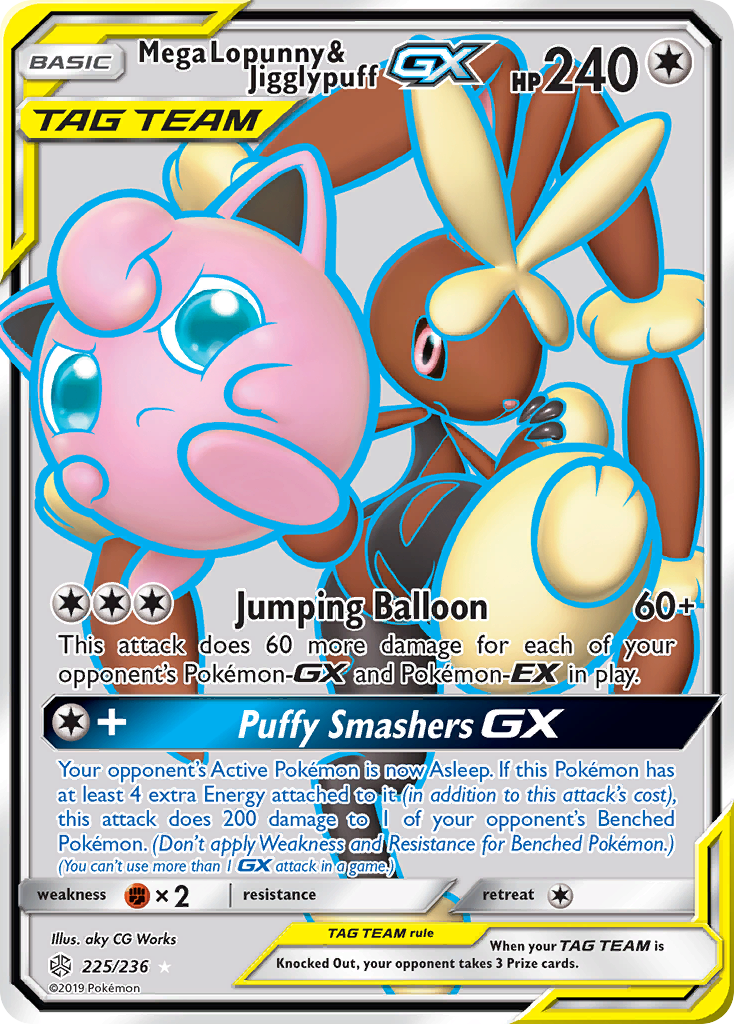 BASIC MegaLopunny&
Jigglypuff GX HP240
TAG TEAM
Jumping Balloon 60+
This attack does 60 more damage for each of your
opponent's Pokémon-GX and Pokémon-EX in play.
+ Puffy Smashers GX
Your opponent's Active Pokémon is now Asleep. If this Pokémon has
at least 4 extra Energy attached to it (in addition to this attack's cost),
this attack does 200 damage to 1 of your opponent's Benched
Pokémon. (Don't apply Weakness and Resistance for Benched Pokémon.)
(You can't use more than 1 GX attack in a game.)
weakness ×2 resistance retreat
Illus. aky CG Works
225/236
©2019 Pokémon
TAG TEAM rule
When your TAG TEAM is
Knocked Out, your opponent takes 3 Prize cards.